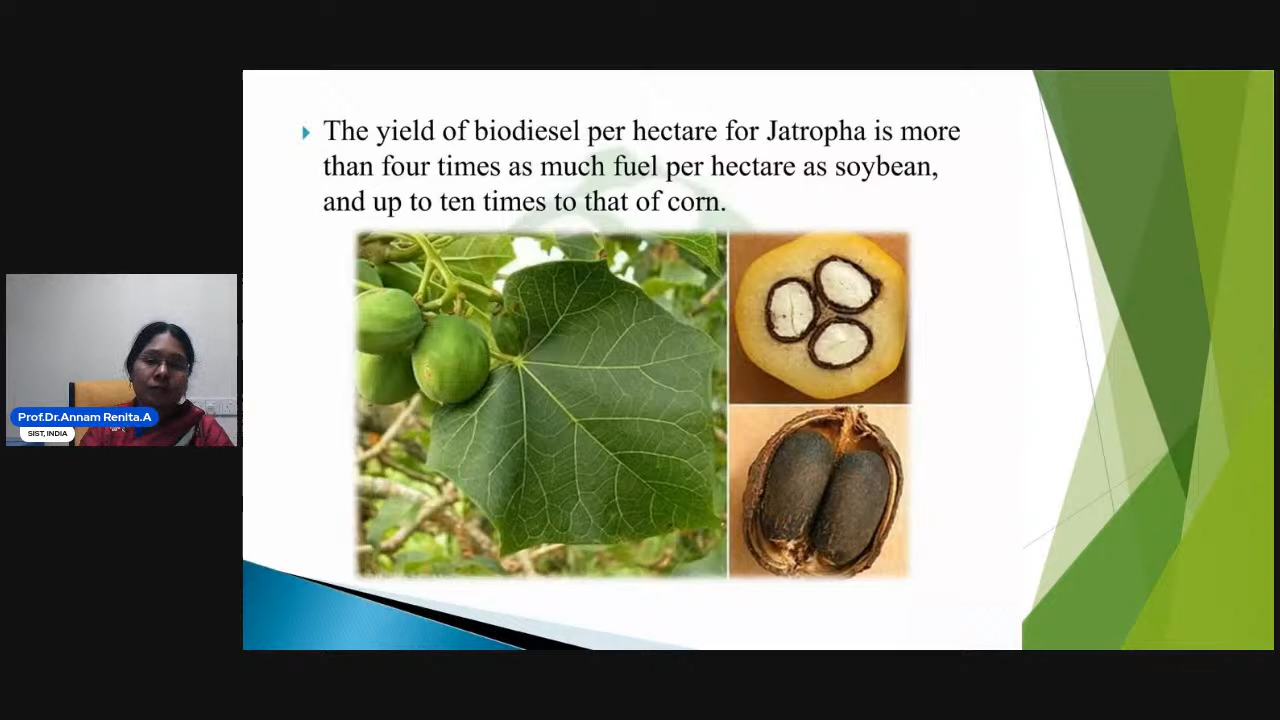 The yield of biodiesel per hectare for Jatropha is more
than four times as much fuel per hectare as soybean,
and up to ten times to that of corn.
Prof.Dr.Annam Renita.A
SIST, INDIA